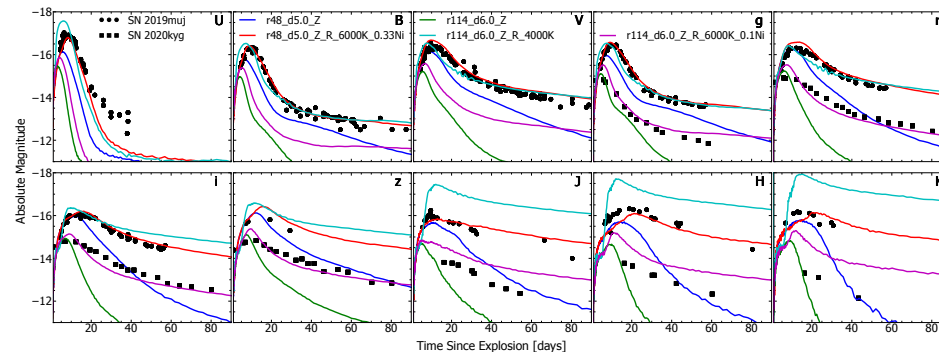 U
B
V
g
r
SN 2019muj
SN 2020kyg
r48_d5.0_Z
r48_d5.0_Z_R_6000K_0.33Ni
r114_d6.0_Z
r114_d6.0_Z_R_4000K
r114_d6.0_Z_R_6000K_0.1Ni
−16
−14
−12
i
z
J
H
K
−16
−14
−12
Absolute Magnitude
20 40 60 80 20 40 60 80 20 40 60 80 20 40 60 80 20 40 60 80
Time Since Explosion [days]